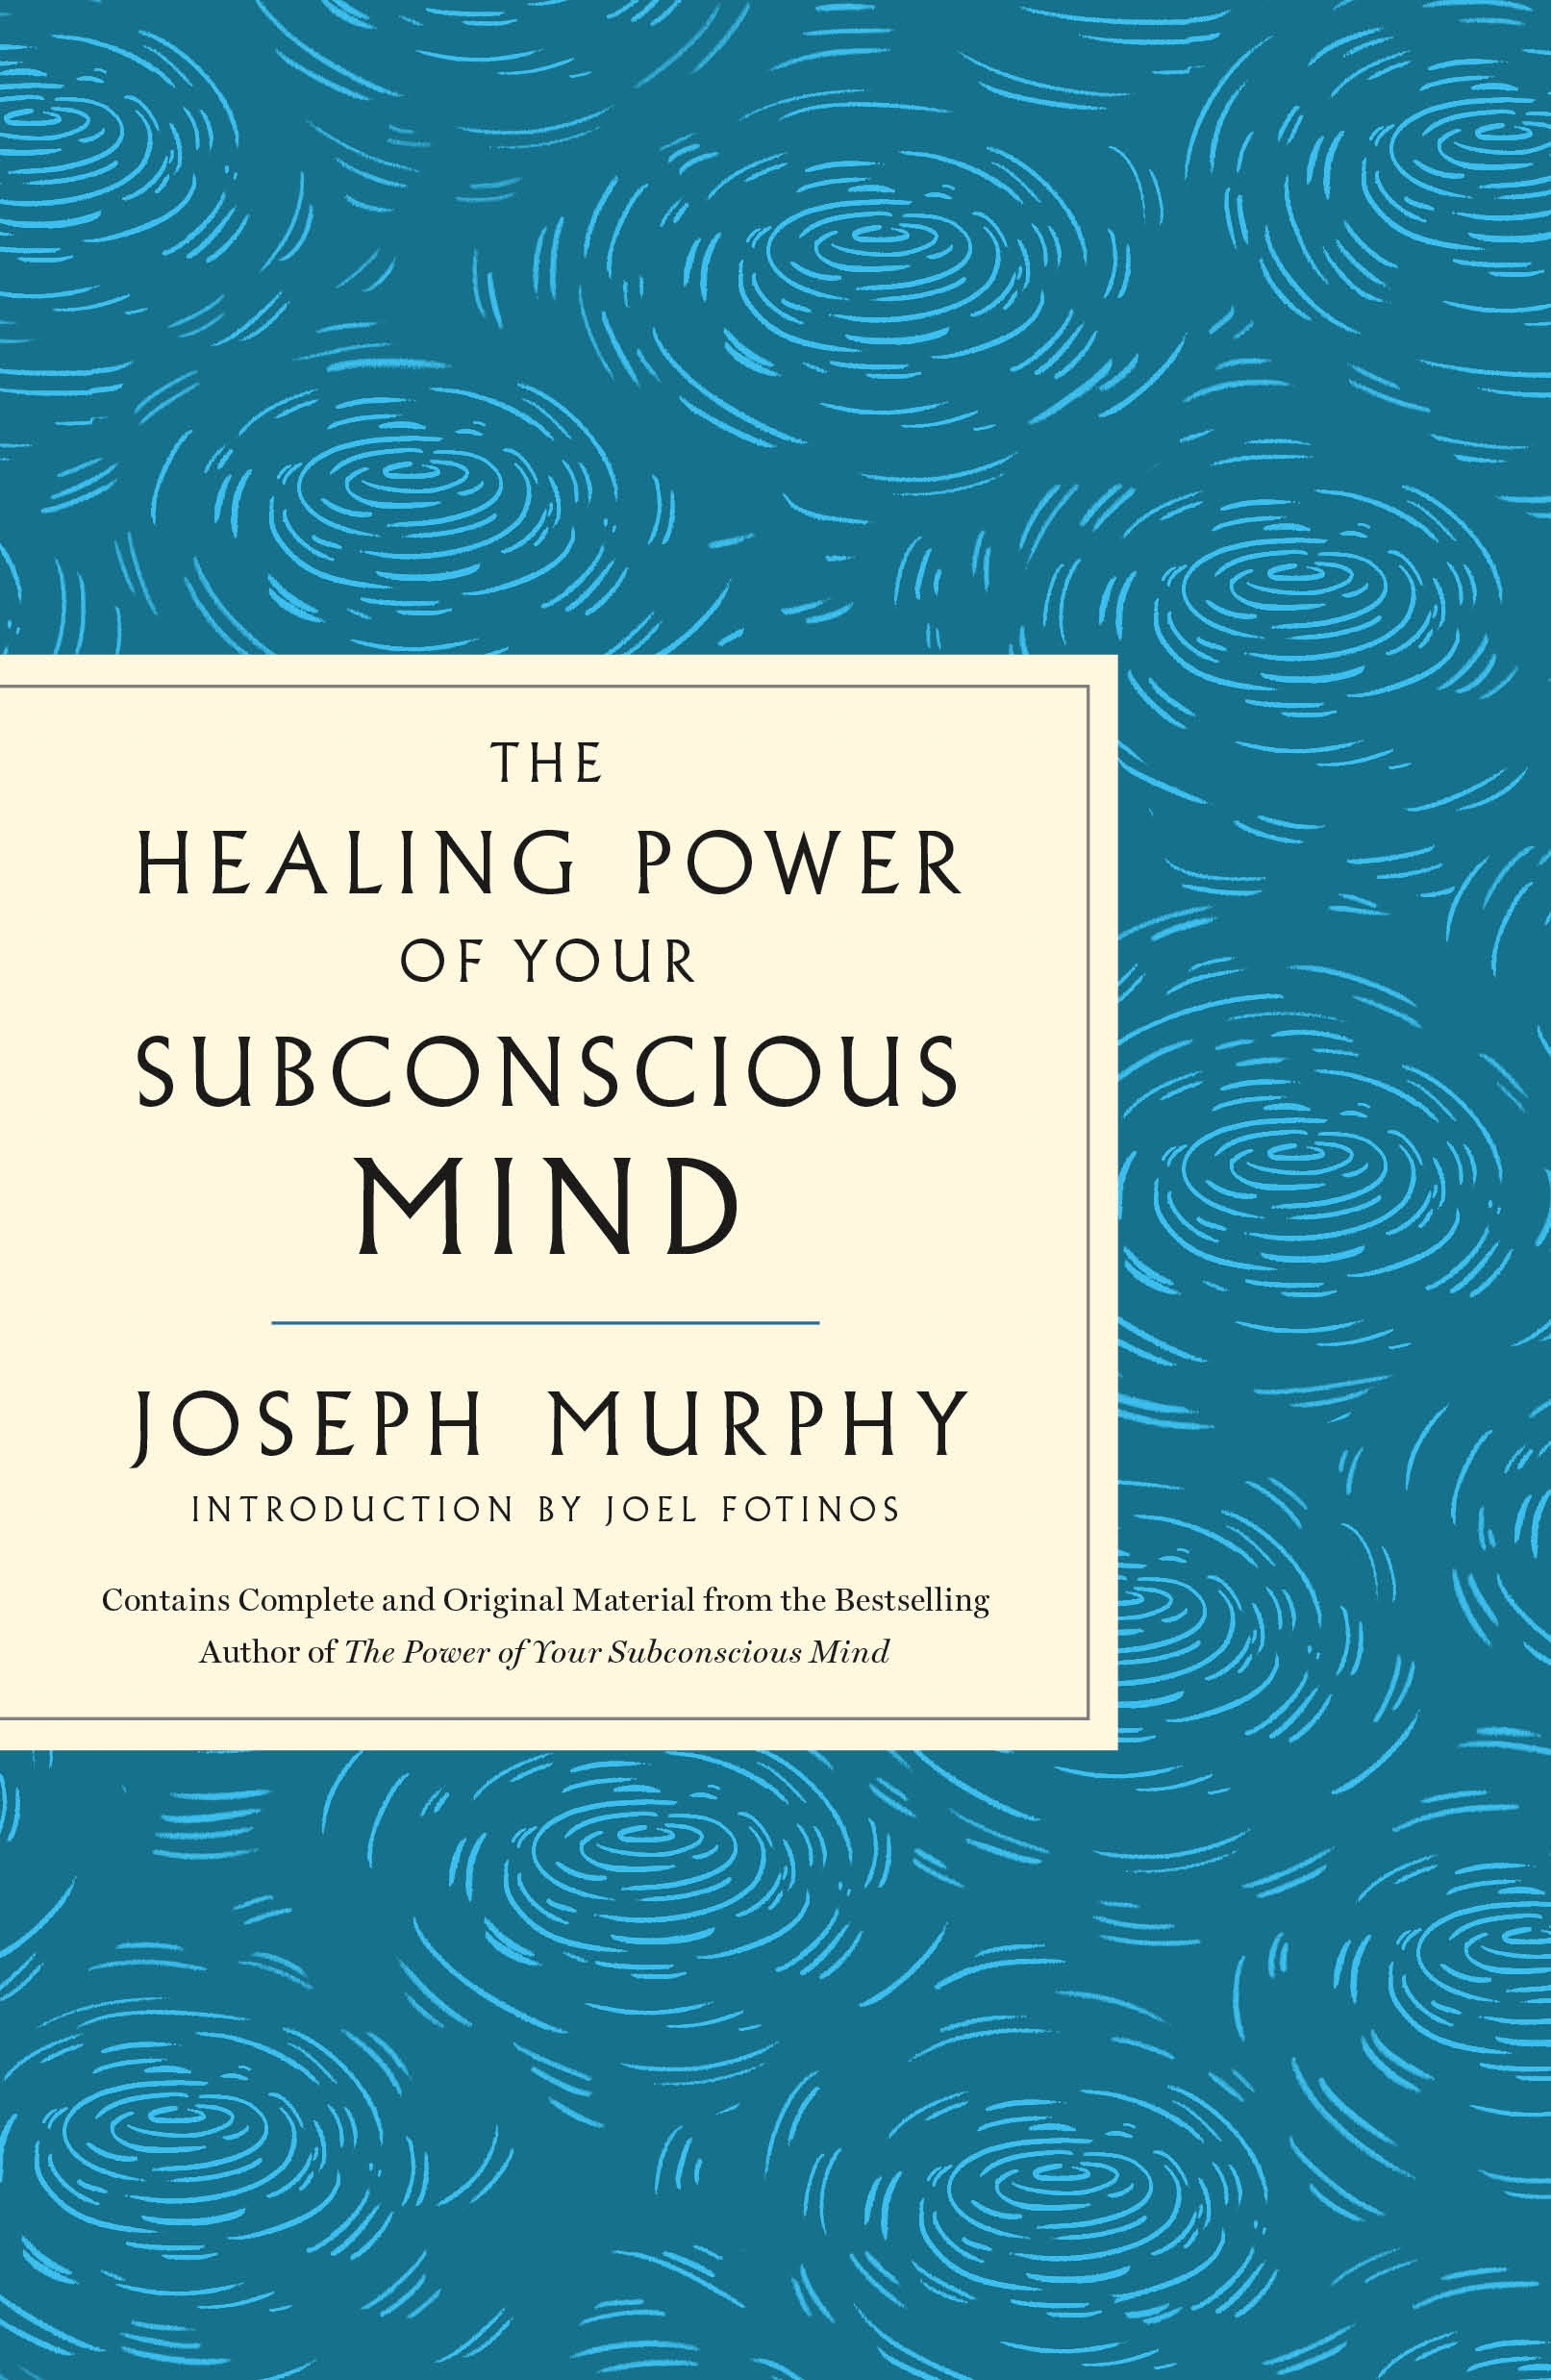 THE
HEALING POWER
OF YOUR
SUBCONSCIOUS
MIND
JOSEPH MURPHY
INTRODUCTION BY JOEL FOTINOS
Contains Complete and Original Material from the Bestselling
Author of The Power of Your Subconscious Mind